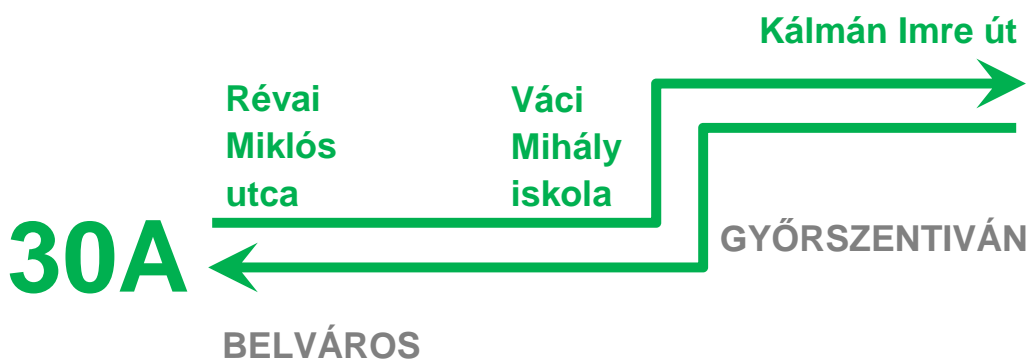 Kálmán Imre út
Révai
Miklós
utca
Váci
Mihály
iskola
30A
GYŐRSZENTIVÁN
BELVÁROS